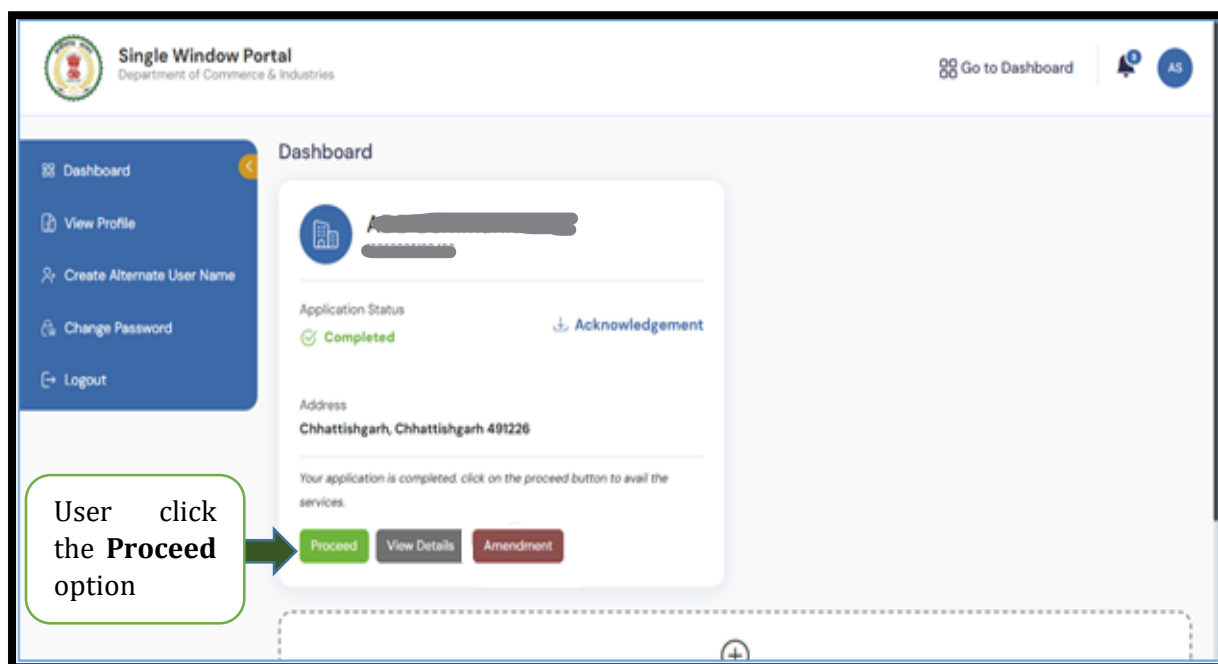 Single Window Portal
Department of Commerce & Industries
Go to Dashboard
AS
Dashboard
View Profile
Create Alternate User Name
Change Password
Logout
Dashboard
Application Status
Completed
Acknowledgement
Address
Chhattishgarh, Chhattishgarh 491226
Your application is completed. click on the proceed button to avail the
services.
Proceed
View Details
Amendment
User click
the Proceed
option